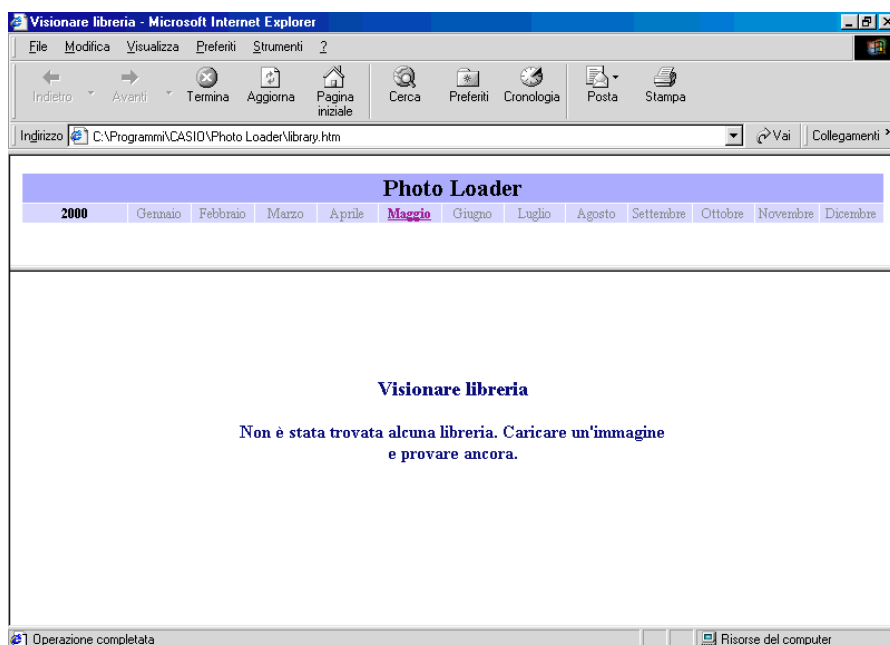 Visionare libreria - Microsoft Internet Explorer
File Modifica Visualizza Preferiti Strumenti ?
Indietro Avanti Termina Aggiorna Pagina iniziale Cerca Preferiti Cronologia Posta Stampa
Indirizzo C:\Programmi\CASIO\Photo Loader\library.htm Vai Collegamenti »
Photo Loader
2000 Gennaio Febbraio Marzo Aprile Maggio Giugno Luglio Agosto Settembre Ottobre Novembre Dicembre
Visionare libreria
Non è stata trovata alcuna libreria. Caricare un'immagine
e provare ancora.
Operazione completata Risorse del computer